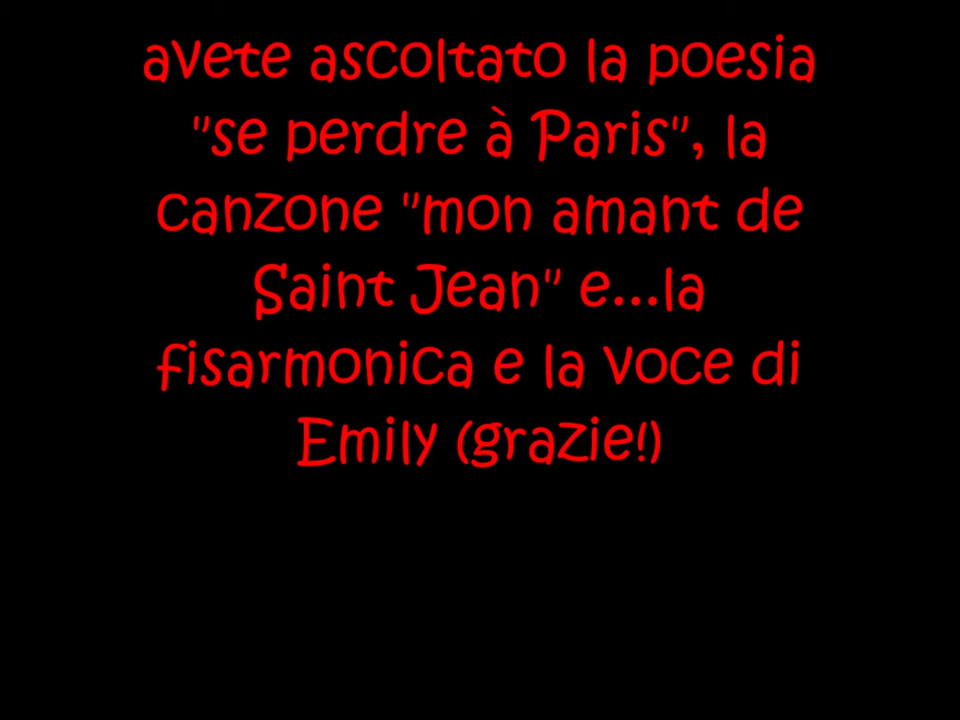 avete ascoltato la poesia
"se perdre à Paris", la
canzone "mon amant de
Saint Jean" e...la
fisarmonica e la voce di
Emily (grazie!)